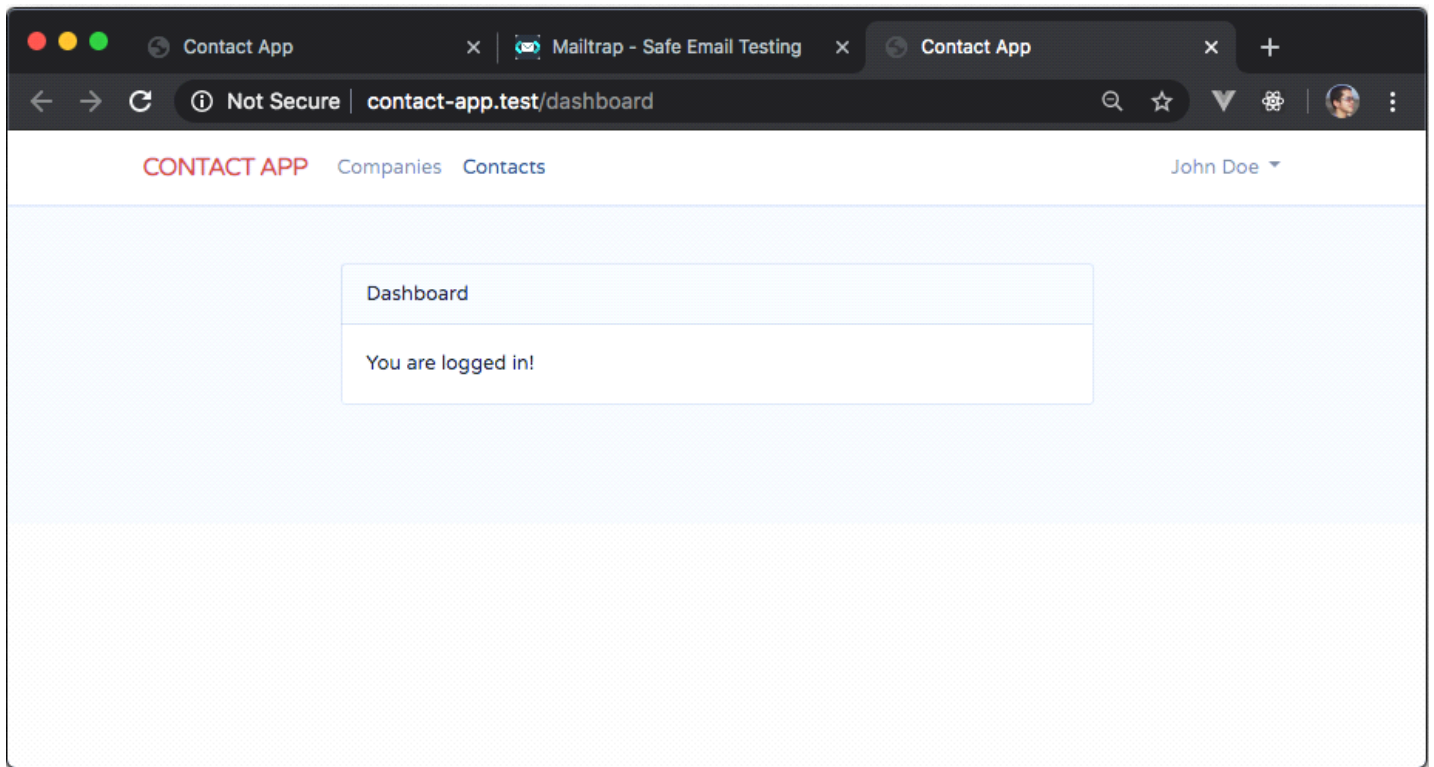 Contact App
Mailtrap - Safe Email Testing
Contact App
Not Secure contact-app.test/dashboard
CONTACT APP Companies Contacts John Doe
Dashboard
You are logged in!